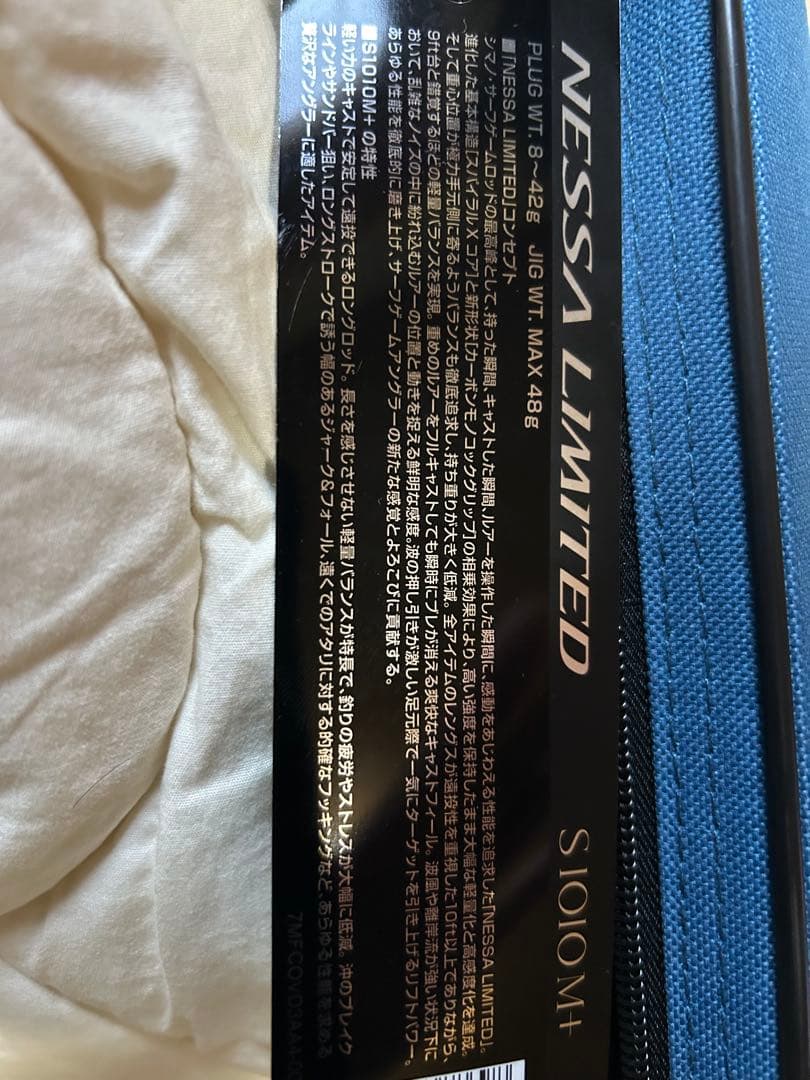 NESSA LIMITED S1010M+
PLUG WT. 8〜42g JIG WT. MAX 48g
■「NESSA LIMITED」コンセプト
シマノ・サーフゲームロッドの最高峰として、持った瞬間、キャストした瞬間、ルアーを操作した瞬間に、感動をあじわえる性能を追求した「NESSA LIMITED」。
進化した基本構造[スパイラルXコア]と新形状[カーボンモノコックグリップ]の相乗効果により、高い強度を保持したまま大幅な軽量化と高感度化を達成。
そして重心位置が極力手元側に寄るようバランスも徹底追求し、持ち重りが大きく低減。全アイテムのレングスが遠投性を重視した10ft以上でありながら、
9ft台と錯覚するほどの軽量バランスを実現。重めのルアーをフルキャストしても瞬時にブレが消える爽快なキャストフィール。波風や離岸流が強い状況下に
おいて、乱雑なノイズの中に紛れ込むルアーの位置と動きを捉える鮮明な感度。波の押し引きが激しい足元際で一気にターゲットを引き上げるリフトパワー。
あらゆる性能を徹底的に磨き上げ、サーフゲームアングラーの新たな感覚とよろこびに貢献する。
■S1010M+ の特性
軽い力のキャストで安定して遠投できるロングロッド。長さを感じさせない軽量バランスが特長で、釣りの疲労やストレスが大幅に低減。沖のブレイク
ラインやサンドバー狙い、ロングストロークで誘う幅のあるジャーク&フォール、遠くでのアタリに対する的確なフッキングなど、あらゆる性能を求める
贅沢なアングラーに適したアイテム。